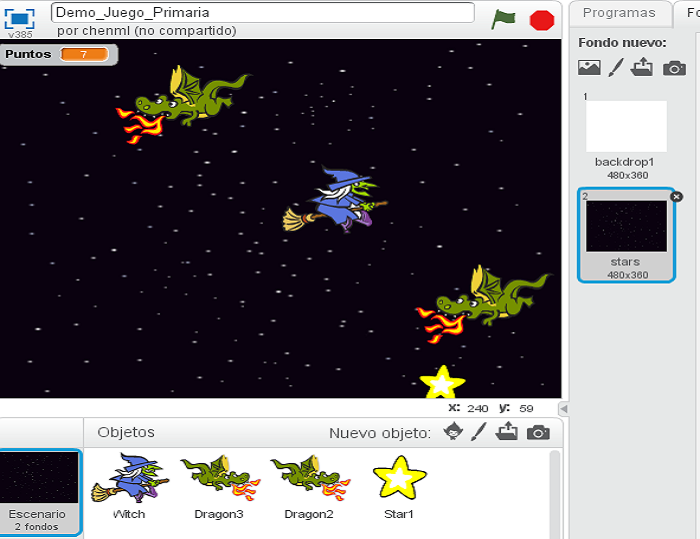 Demo_Juego_Primaria
por chenml (no compartido)
v385
Puntos 7
Programas
Fo
Fondo nuevo:
1
backdrop1
480x360
2
stars
480x360
x: 240 y: 59
Objetos
Nuevo objeto:
Escenario
2 fondos
Witch
Dragon3
Dragon2
Star1